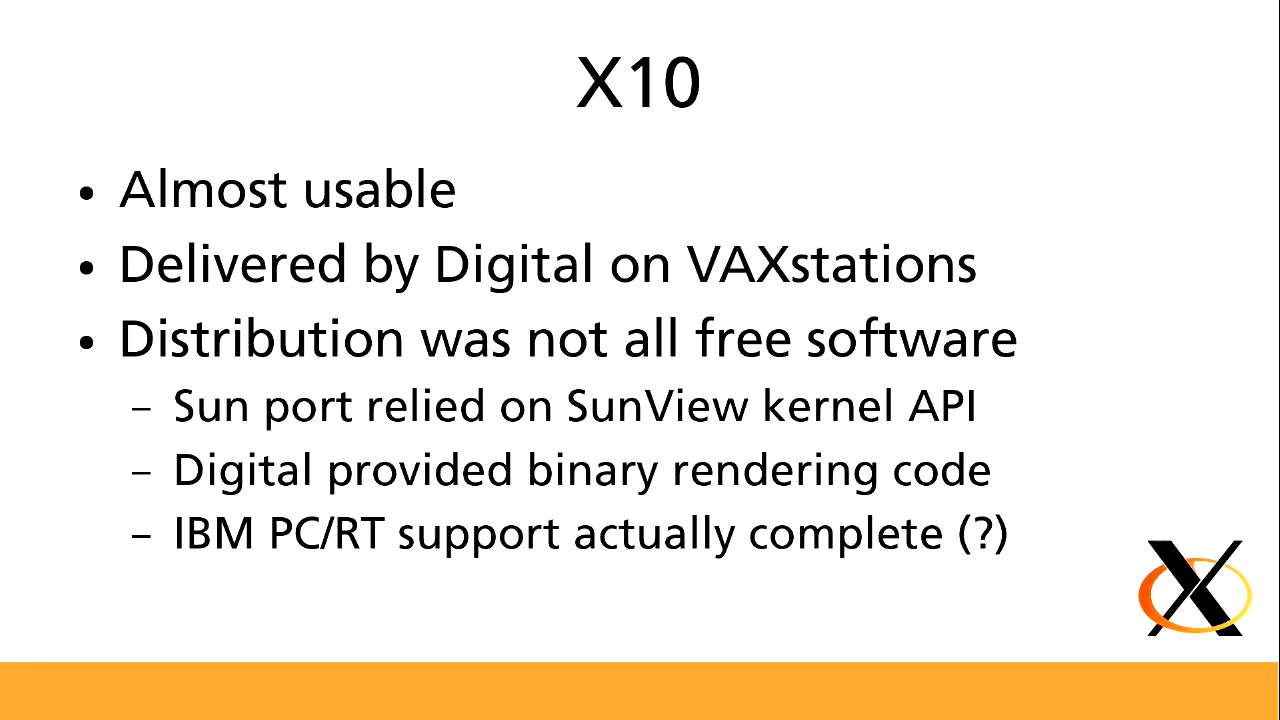 X10
• Almost usable
• Delivered by Digital on VAXstations
• Distribution was not all free software
– Sun port relied on SunView kernel API
– Digital provided binary rendering code
– IBM PC/RT support actually complete (?)
X